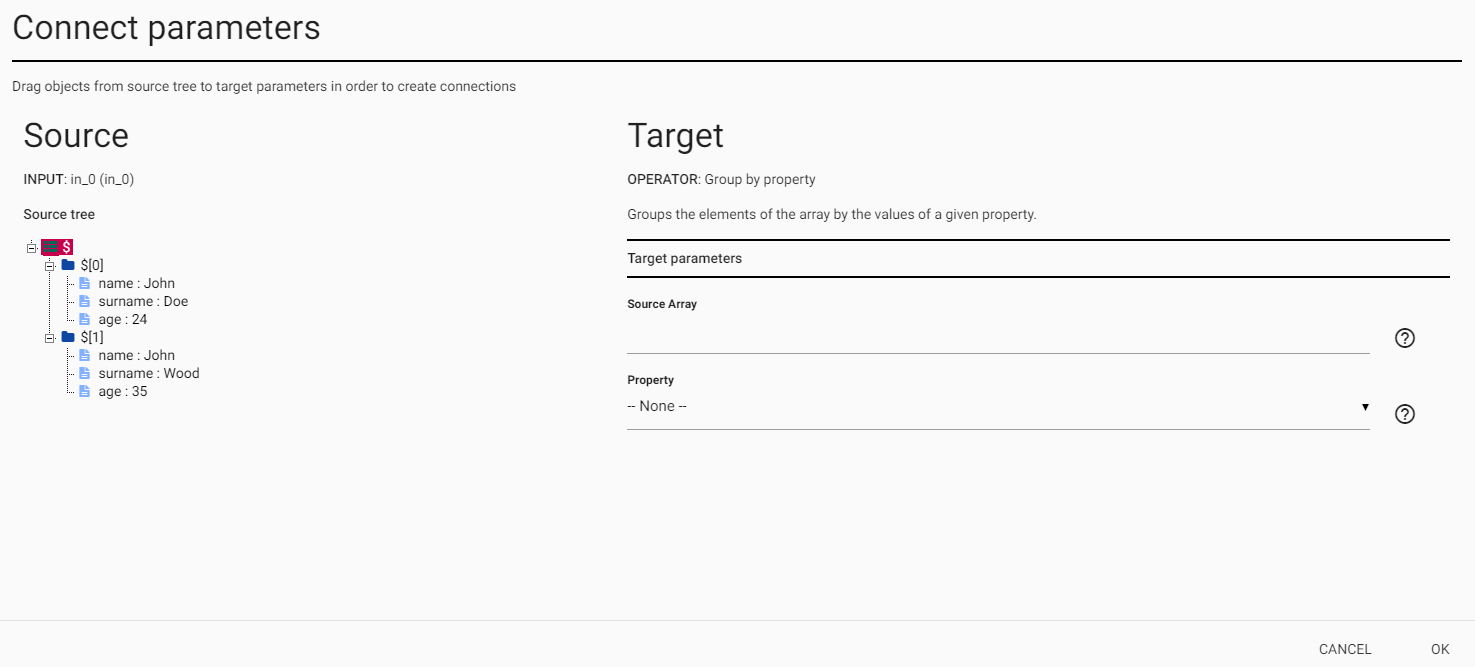 Connect parameters
Drag objects from source tree to target parameters in order to create connections
Source
INPUT: in_0 (in_0)
Source tree
$
$[0]
name : John
surname : Doe
age : 24
$[1]
name : John
surname : Wood
age : 35
Target
OPERATOR: Group by property
Groups the elements of the array by the values of a given property.
Target parameters
Source Array
?
Property
-- None --
?
CANCEL
OK